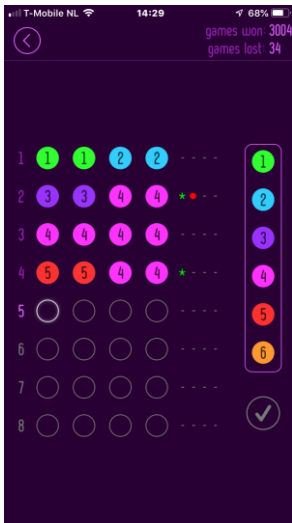 T-Mobile NL 14:29 68%
games won: 3004
games lost: 34
1 1 1 2 2 - - - - 1
2 3 3 4 4 * ● - - 2
3 4 4 4 4 - - - - 3
4 5 5 4 4 * - - - 4
5 - - - - 5
6 - - - - 6
7 - - - -
8 - - - -